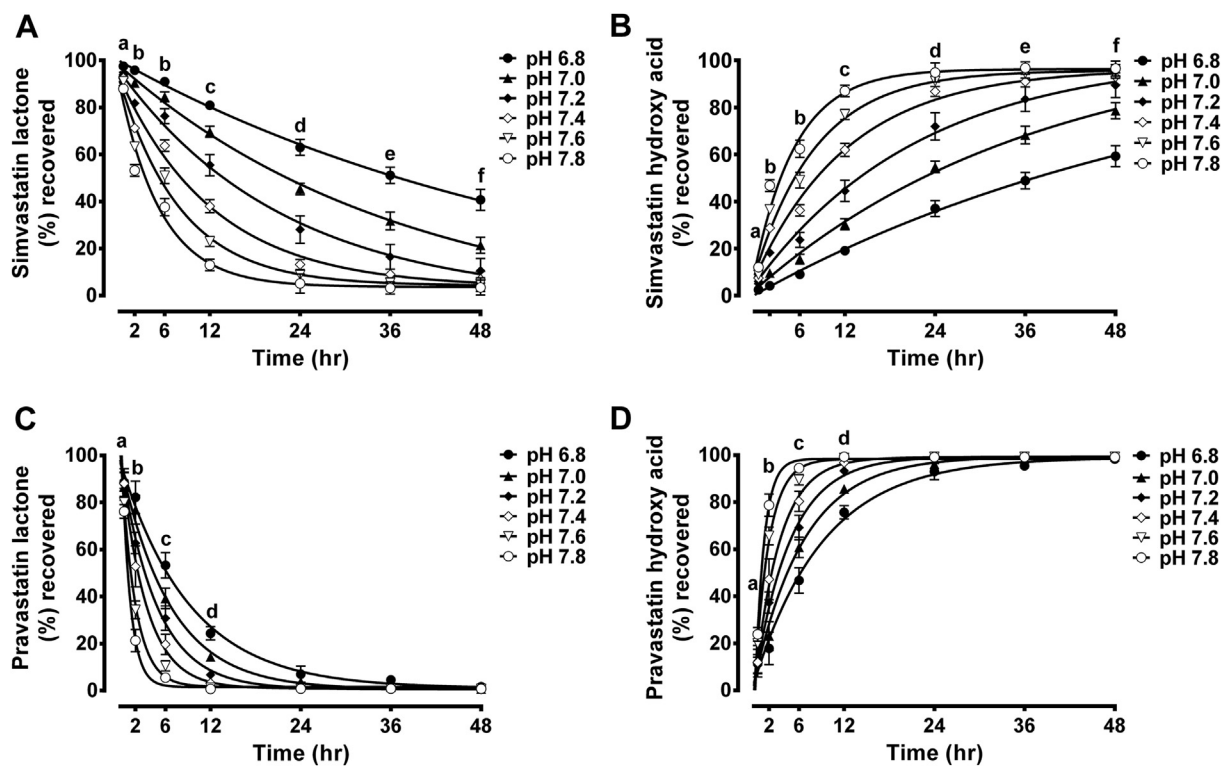 A
Simvastatin lactone
(%) recovered
100
80
60
40
20
0
a
b
b
c
d
e
f
pH 6.8
pH 7.0
pH 7.2
pH 7.4
pH 7.6
pH 7.8
2
6
12
24
36
48
Time (hr)
B
Simvastatin hydroxy acid
(%) recovered
100
80
60
40
20
0
a
b
b
c
d
e
f
pH 6.8
pH 7.0
pH 7.2
pH 7.4
pH 7.6
pH 7.8
2
6
12
24
36
48
Time (hr)
C
Pravastatin lactone
(%) recovered
100
80
60
40
20
0
a
b
c
d
pH 6.8
pH 7.0
pH 7.2
pH 7.4
pH 7.6
pH 7.8
2
6
12
24
36
48
Time (hr)
D
Pravastatin hydroxy acid
(%) recovered
100
80
60
40
20
0
a
b
c
d
pH 6.8
pH 7.0
pH 7.2
pH 7.4
pH 7.6
pH 7.8
2
6
12
24
36
48
Time (hr)